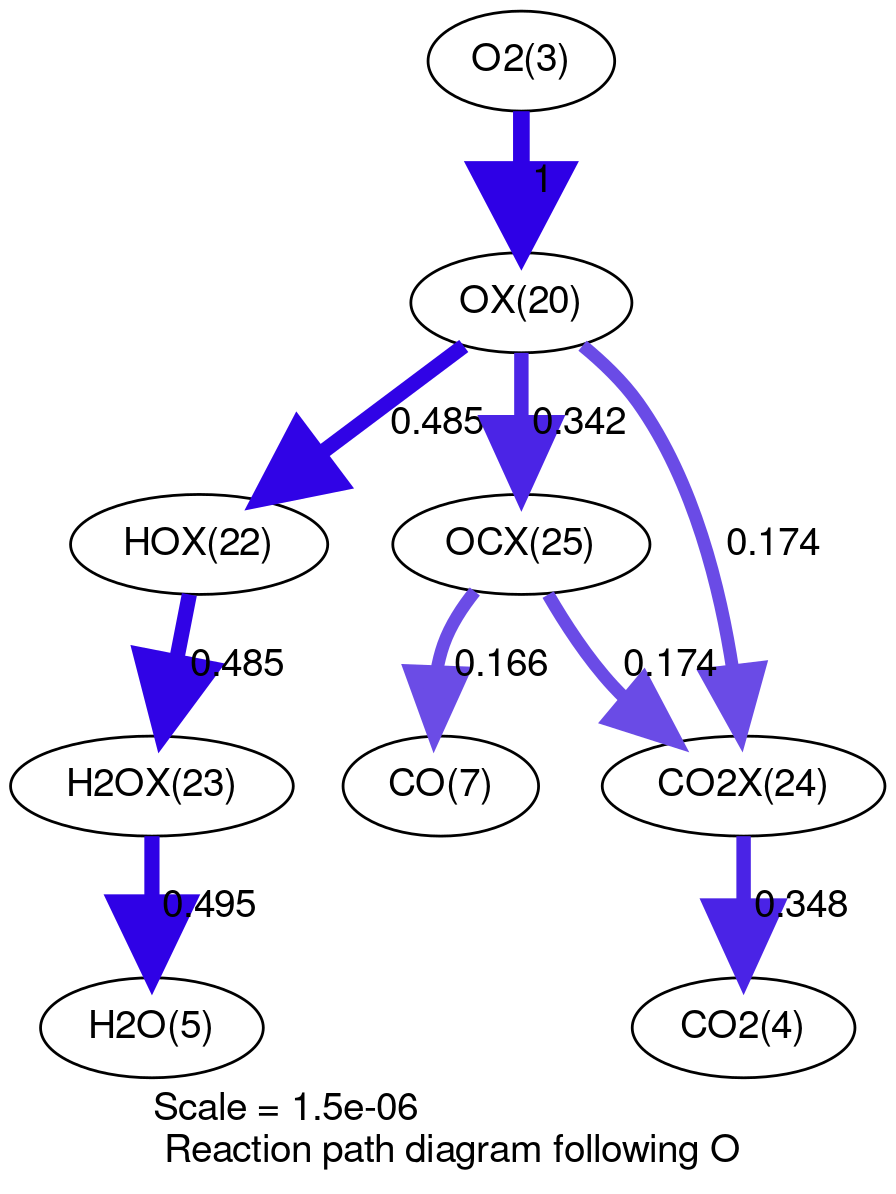 O2(3)
1
OX(20)
0.485
0.342
HOX(22)
OCX(25)
0.174
0.485
0.166
0.174
H2OX(23)
CO(7)
CO2X(24)
0.495
0.348
H2O(5)
CO2(4)
Scale = 1.5e-06
Reaction path diagram following O